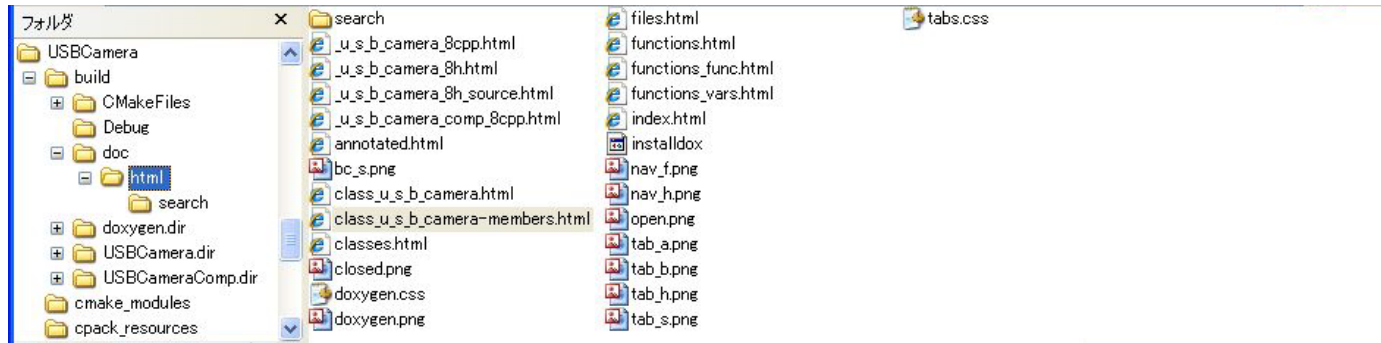 フォルダ
USBCamera
build
CMakeFiles
Debug
doc
html
search
doxygen.dir
USBCamera.dir
USBCameraComp.dir
cmake_modules
cpack_resources
search
_u_s_b_camera_8cpp.html
_u_s_b_camera_8h.html
_u_s_b_camera_8h_source.html
_u_s_b_camera_comp_8cpp.html
annotated.html
bc_s.png
class_u_s_b_camera.html
class_u_s_b_camera-members.html
classes.html
closed.png
doxygen.css
doxygen.png
files.html
functions.html
functions_func.html
functions_vars.html
index.html
installdox
nav_f.png
nav_h.png
open.png
tab_a.png
tab_b.png
tab_h.png
tab_s.png
tabs.css